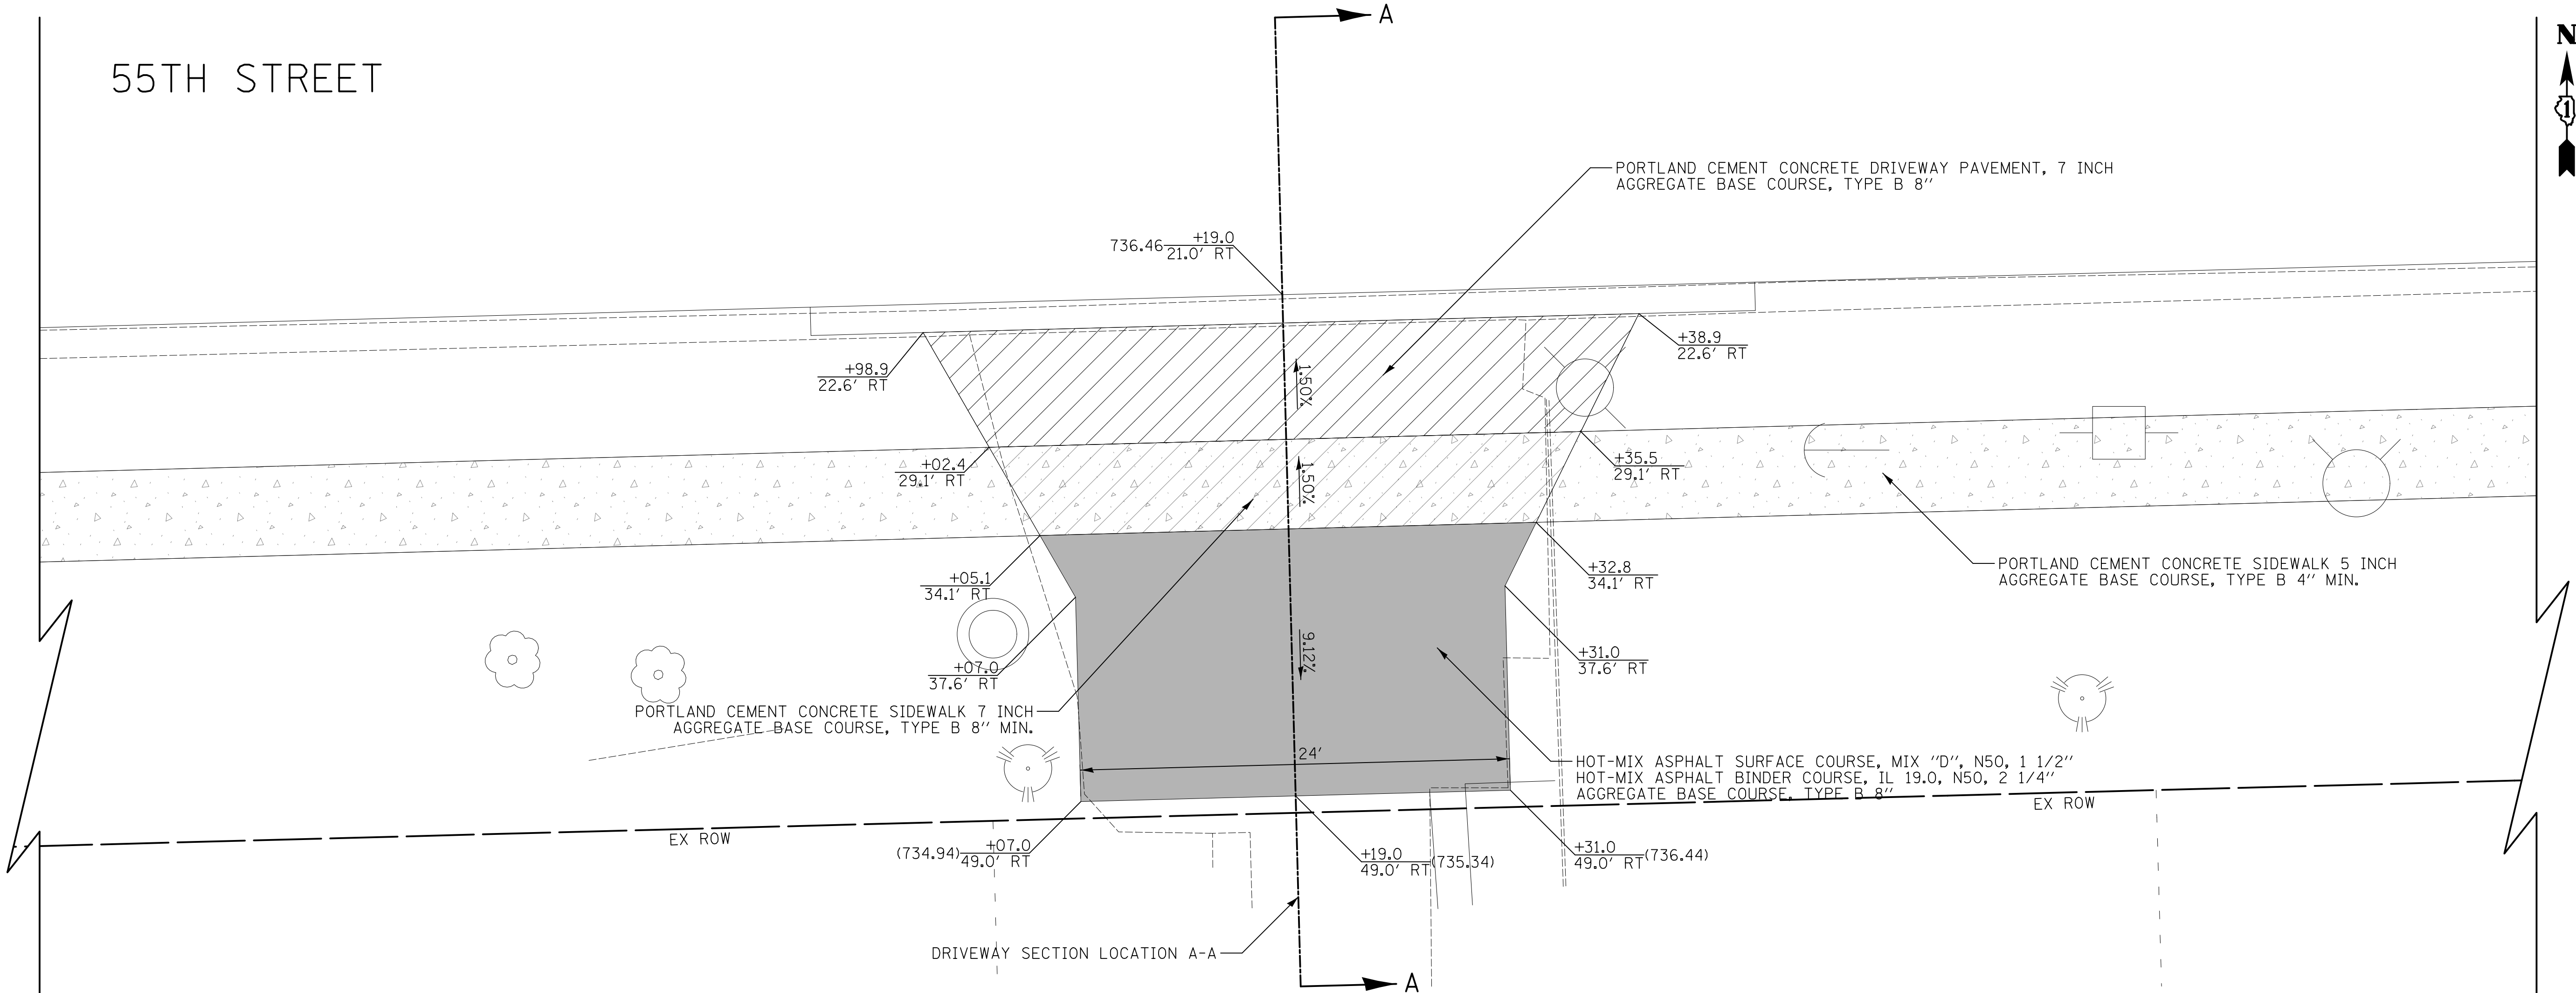 A
N
1
55TH STREET
PORTLAND CEMENT CONCRETE DRIVEWAY PAVEMENT, 7 INCH
AGGREGATE BASE COURSE, TYPE B 8"
736.46
+19.0
21.0' RT
+38.9
22.6' RT
+98.9
22.6' RT
1.50%
+02.4
29.1' RT
1.50%
+35.5
29.1' RT
+05.1
34.1' RT
+32.8
34.1' RT
PORTLAND CEMENT CONCRETE SIDEWALK 5 INCH
AGGREGATE BASE COURSE, TYPE B 4" MIN.
9.12%
+07.0
37.6' RT
+31.0
37.6' RT
PORTLAND CEMENT CONCRETE SIDEWALK 7 INCH
AGGREGATE BASE COURSE, TYPE B 8" MIN.
24'
HOT-MIX ASPHALT SURFACE COURSE, MIX "D", N50, 1 1/2"
HOT-MIX ASPHALT BINDER COURSE, IL 19.0, N50, 2 1/4"
AGGREGATE BASE COURSE, TYPE B 8"
EX ROW
EX ROW
(734.94)
+07.0
49.0' RT
+19.0
49.0' RT
(735.34)
+31.0
49.0' RT
(736.44)
DRIVEWAY SECTION LOCATION A-A
A